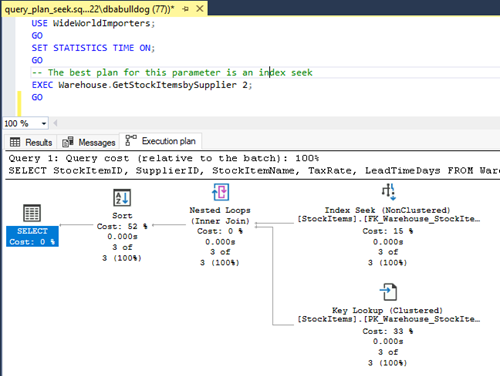 query_plan_seek.sq...22\dbabulldog (77))*
USE WideWorldImporters;
GO
SET STATISTICS TIME ON;
GO
-- The best plan for this parameter is an index seek
EXEC Warehouse.GetStockItemsbySupplier 2;
GO
100 %
Results Messages Execution plan
Query 1: Query cost (relative to the batch): 100%
SELECT StockItemID, SupplierID, StockItemName, TaxRate, LeadTimeDays FROM War
SELECT
Cost: 0 %
Sort
Cost: 52 %
0.000s
3 of
3 (100%)
Nested Loops
(Inner Join)
Cost: 0 %
0.000s
3 of
3 (100%)
Index Seek (NonClustered)
[StockItems].[FK_Warehouse_StockIte...
Cost: 15 %
0.000s
3 of
3 (100%)
Key Lookup (Clustered)
[StockItems].[PK_Warehouse_StockIte...
Cost: 33 %
0.000s
3 of
3 (100%)